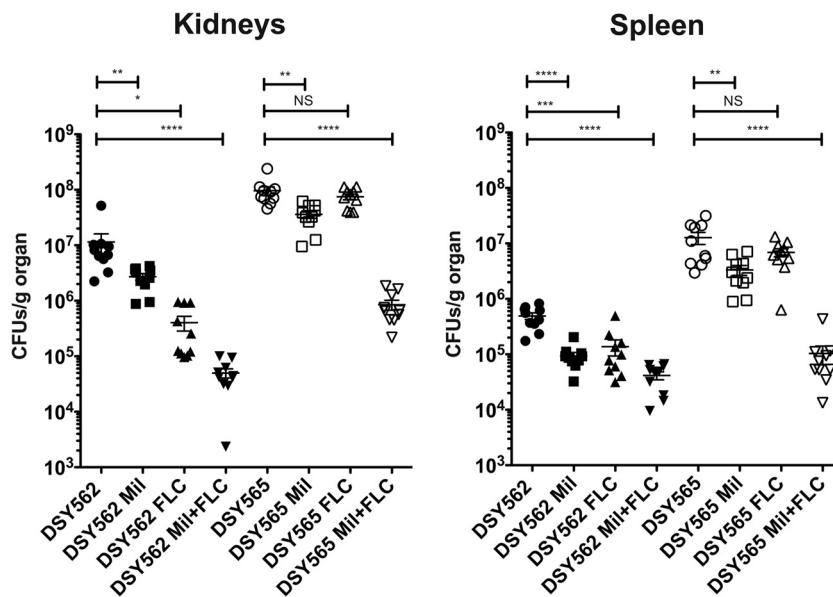 Kidneys
Spleen
**
*
****
**
NS
****
****
***
****
**
NS
****
CFUs/g organ
10⁹
10⁸
10⁷
10⁶
10⁵
10⁴
10³
DSY562
DSY562 Mil
DSY562 FLC
DSY562 Mil+FLC
DSY565
DSY565 Mil
DSY565 FLC
DSY565 Mil+FLC
CFUs/g organ
10⁹
10⁸
10⁷
10⁶
10⁵
10⁴
10³
DSY562
DSY562 Mil
DSY562 FLC
DSY562 Mil+FLC
DSY565
DSY565 Mil
DSY565 FLC
DSY565 Mil+FLC